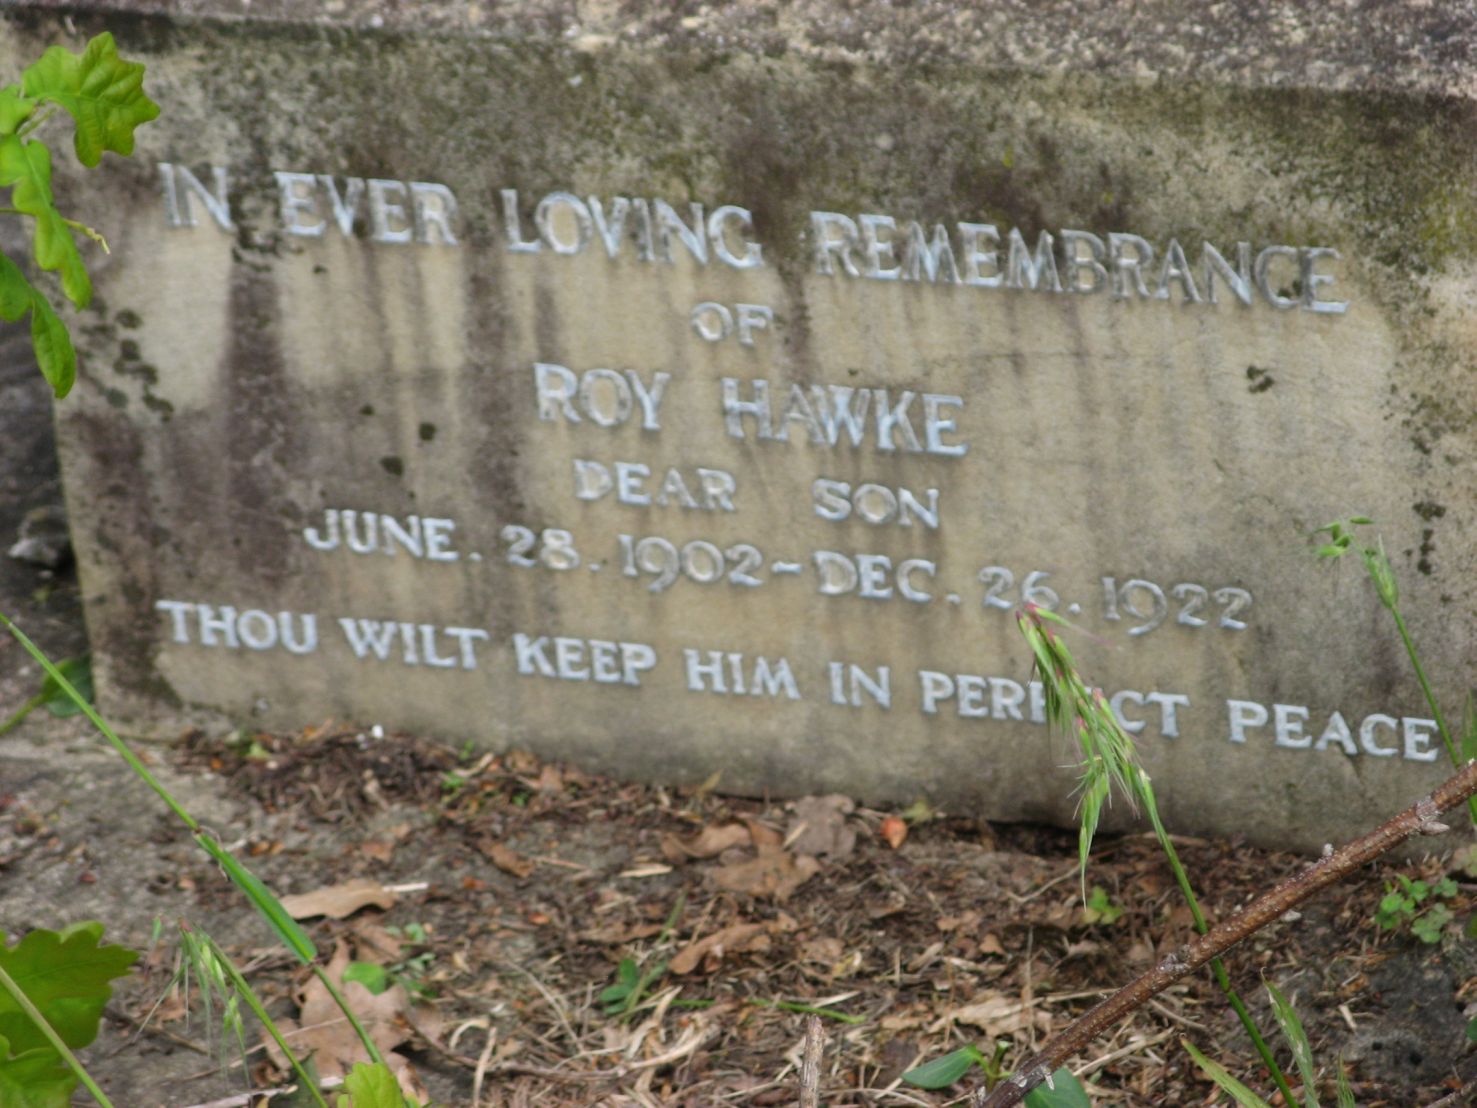 IN EVER LOVING REMEMBRANCE
OF
ROY HAWKE
DEAR SON
JUNE. 28. 1902 - DEC. 26. 1922
THOU WILT KEEP HIM IN PERFECT PEACE